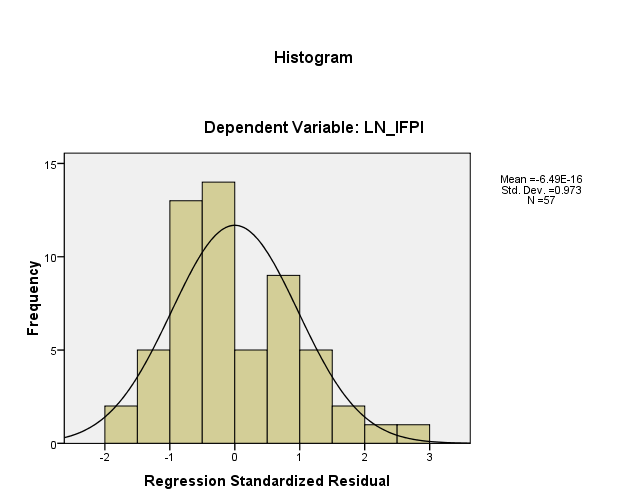 Histogram
Dependent Variable: LN_IFPI
Mean =-6.49E-16
Std. Dev. =0.973
N =57
Frequency
15
10
5
0
-2 -1 0 1 2 3
Regression Standardized Residual